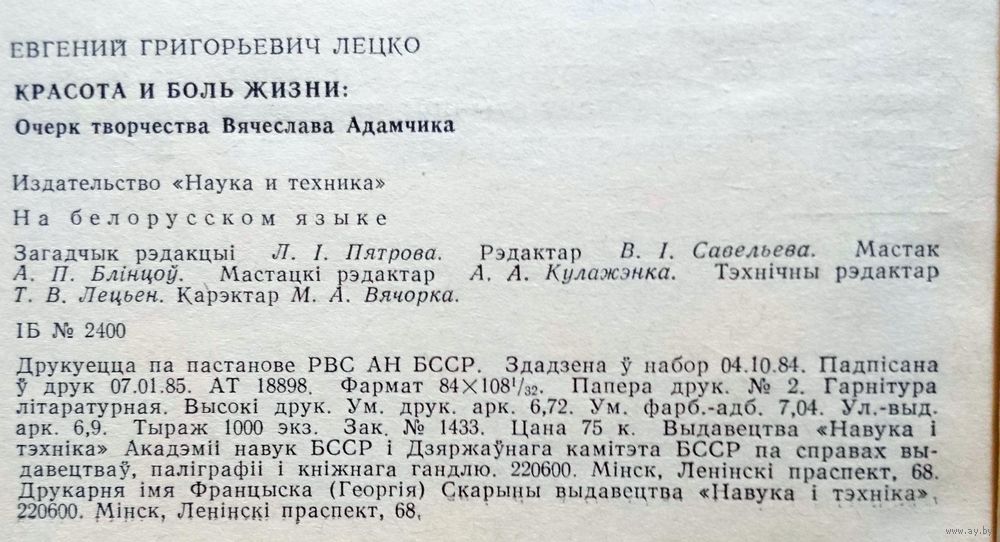 ЕВГЕНИЙ ГРИГОРЬЕВИЧ ЛЕЦКО
КРАСОТА И БОЛЬ ЖИЗНИ:
Очерк творчества Вячеслава Адамчика
Издательство «Наука и техника»
На белорусском языке
Загадчык рэдакцыі Л. І. Пятрова. Рэдактар В. І. Савельева. Мастак
А. П. Блінцоў. Мастацкі рэдактар А. А. Кулажэнка. Тэхнічны рэдактар
Т. В. Лецьен. Карэктар М. А. Вячорка.
ІБ № 2400
Друкуецца па пастанове РВС АН БССР. Здадзена ў набор 04.10.84. Падпісана
ў друк 07.01.85. АТ 18898. Фармат 84×108¹/₃₂. Папера друк. № 2. Гарнітура
літаратурная. Высокі друк. Ум. друк. арк. 6,72. Ум. фарб.-адб. 7,04. Ул.-выд.
арк. 6,9. Тыраж 1000 экз. Зак. № 1433. Цана 75 к. Выдавецтва «Навука і
тэхніка» Акадэміі навук БССР і Дзяржаўнага камітэта БССР па справах вы-
давецтваў, паліграфіі і кніжнага гандлю. 220600. Мінск, Ленінскі праспект, 68.
Друкарня імя Францыска (Георгія) Скарыны выдавецтва «Навука і тэхніка».
220600. Мінск, Ленінскі праспект, 68.
www.ay.by